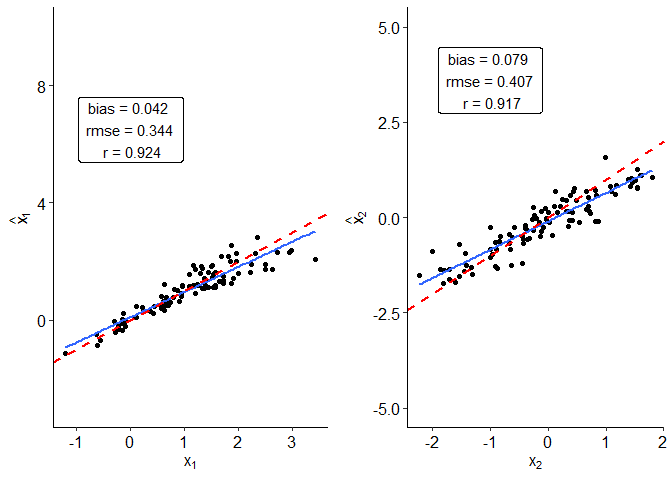 bias = 0.042
rmse = 0.344
r = 0.924
8
4
0
x̂₁
-1
0
1
2
3
x₁
bias = 0.079
rmse = 0.407
r = 0.917
5.0
2.5
0.0
-2.5
-5.0
x̂₂
-2
-1
0
1
2
x₂